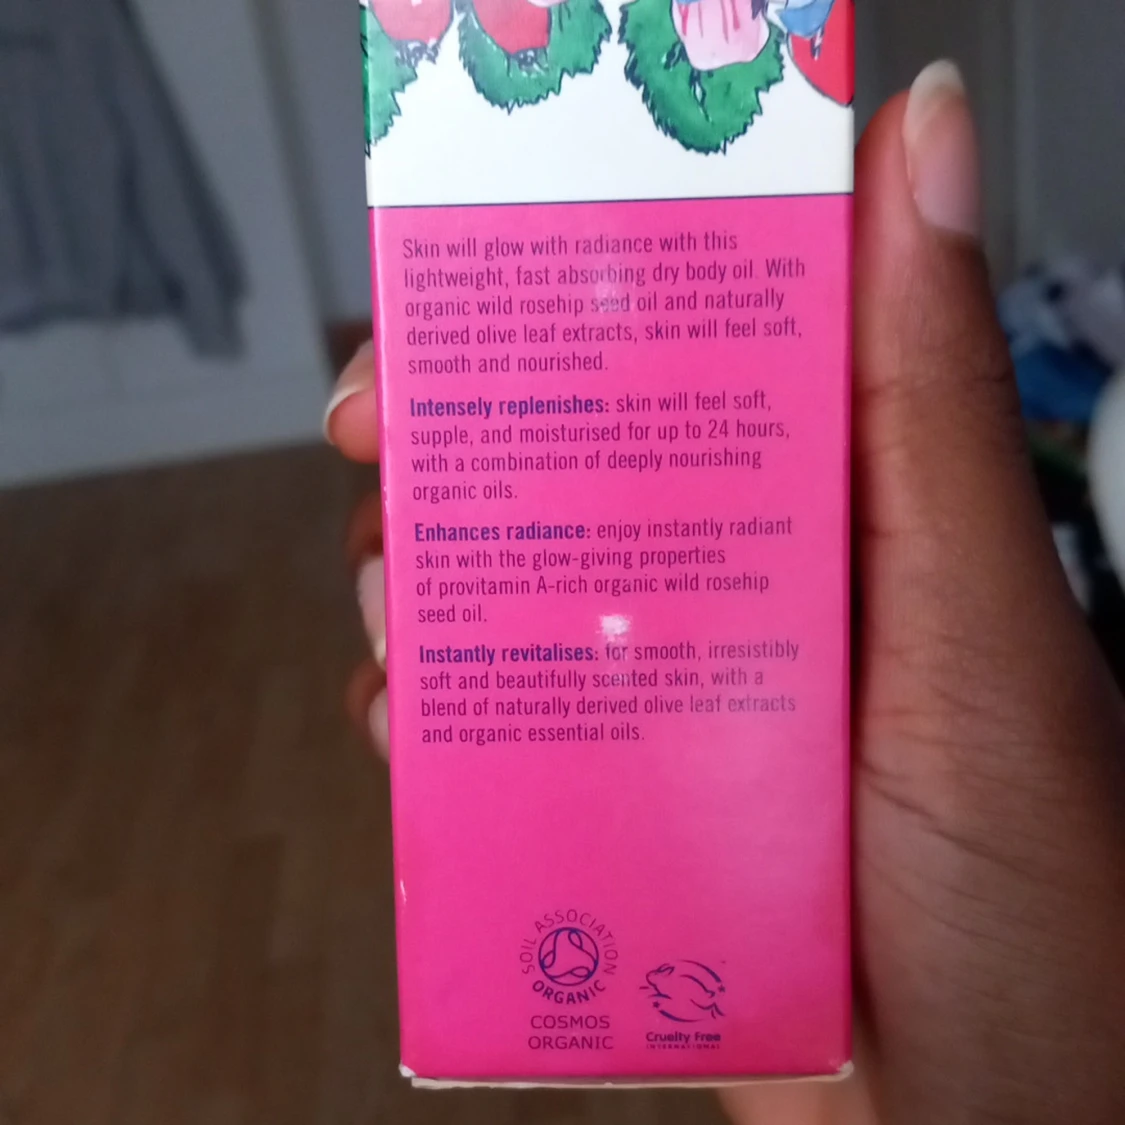 Skin will glow with radiance with this
lightweight, fast absorbing dry body oil. With
organic wild rosehip seed oil and naturally
derived olive leaf extracts, skin will feel soft,
smooth and nourished.
Intensely replenishes: skin will feel soft,
supple, and moisturised for up to 24 hours,
with a combination of deeply nourishing
organic oils.
Enhances radiance: enjoy instantly radiant
skin with the glow-giving properties
of provitamin A-rich organic wild rosehip
seed oil.
Instantly revitalises: for smooth, irresistibly
soft and beautifully scented skin, with a
blend of naturally derived olive leaf extracts
and organic essential oils.
SOIL ASSOCIATION
ORGANIC
COSMOS
ORGANIC
Cruelty Free
INTERNATIONAL